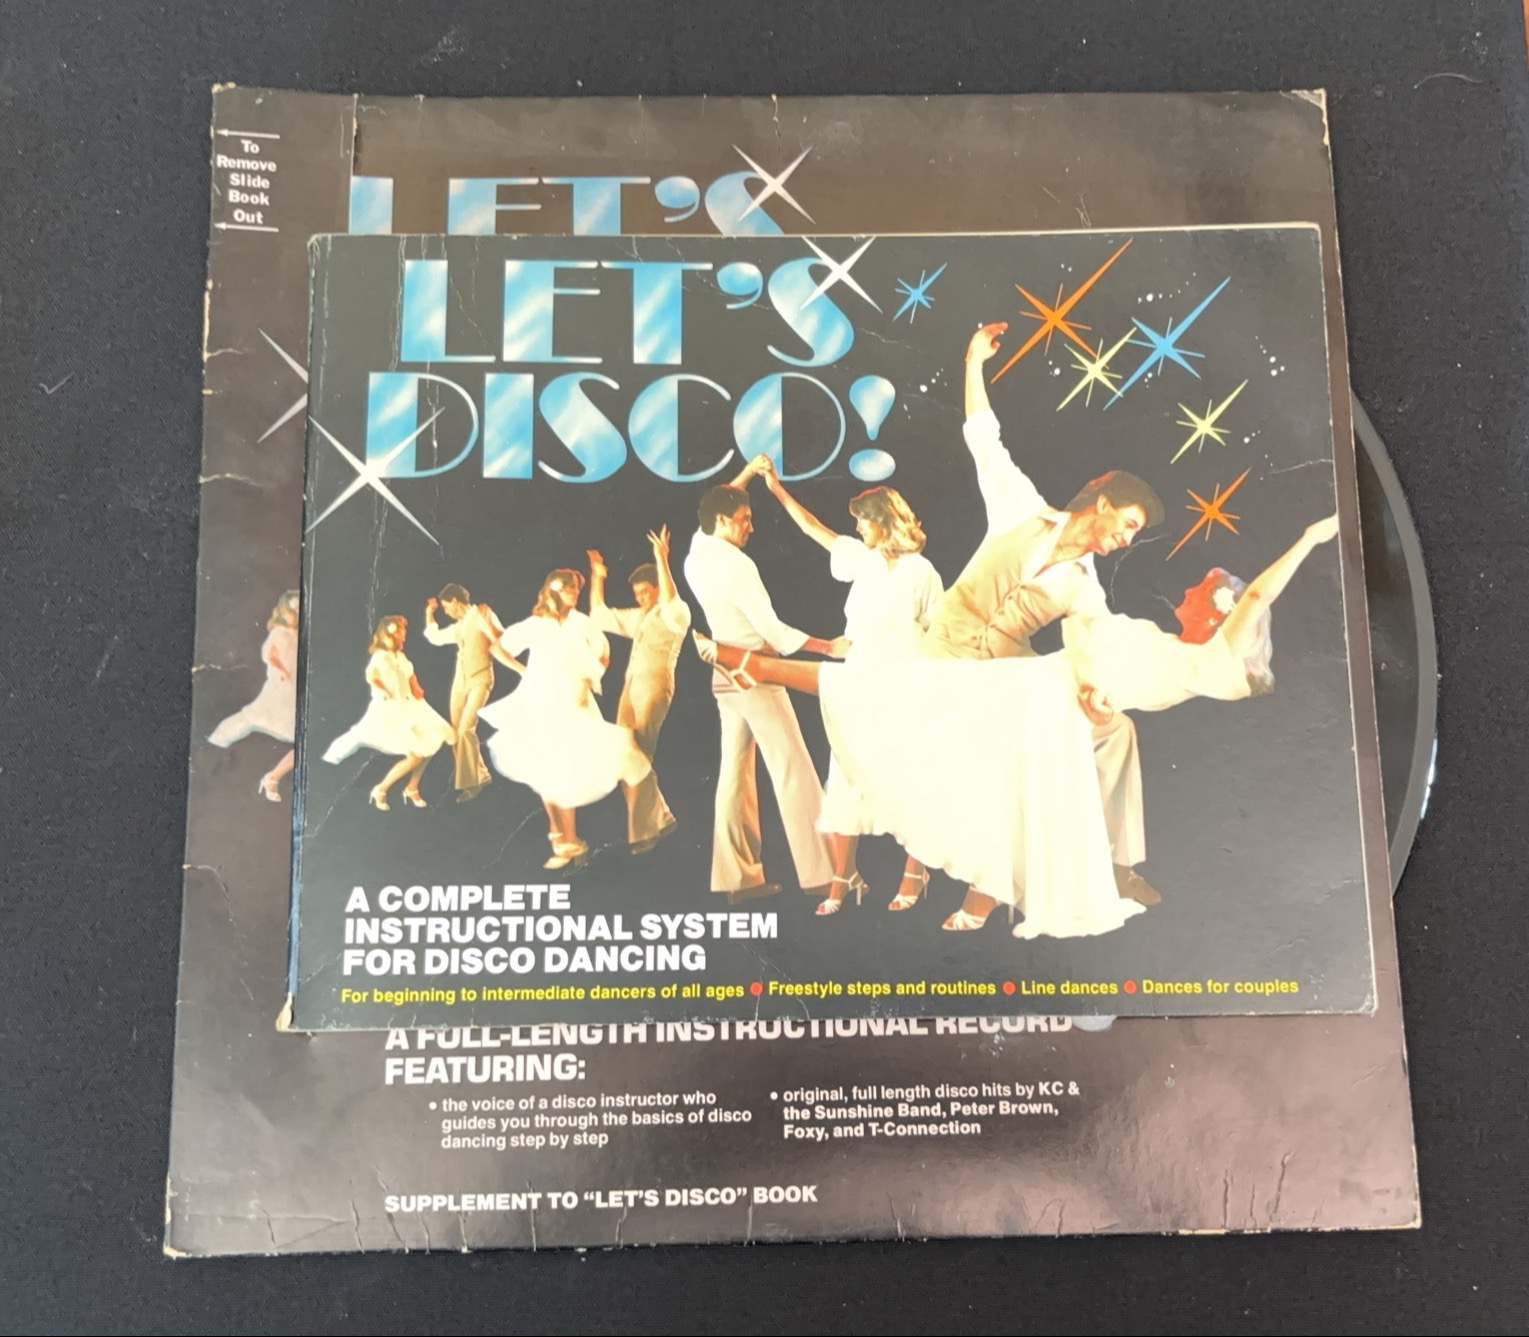 To
Remove
Slide
Book
Out
LET'S
LET'S
DISCO!
A COMPLETE
INSTRUCTIONAL SYSTEM
FOR DISCO DANCING
For beginning to intermediate dancers of all ages ● Freestyle steps and routines ● Line dances ● Dances for couples
A FULL-LENGTH INSTRUCTIONAL RECORD
FEATURING:
• the voice of a disco instructor who
guides you through the basics of disco
dancing step by step
• original, full length disco hits by KC &
the Sunshine Band, Peter Brown,
Foxy, and T-Connection
SUPPLEMENT TO “LET'S DISCO” BOOK